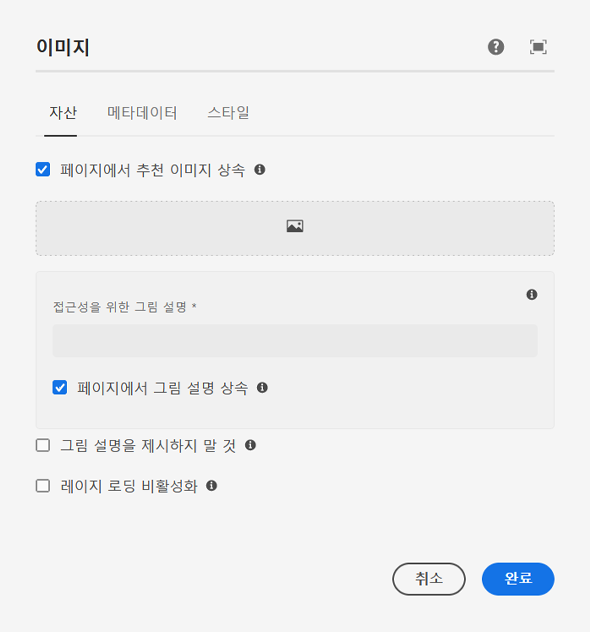 이미지
자산 메타데이터 스타일
페이지에서 추천 이미지 상속
접근성을 위한 그림 설명 *
페이지에서 그림 설명 상속
그림 설명을 제시하지 말 것
레이지 로딩 비활성화
취소 완료